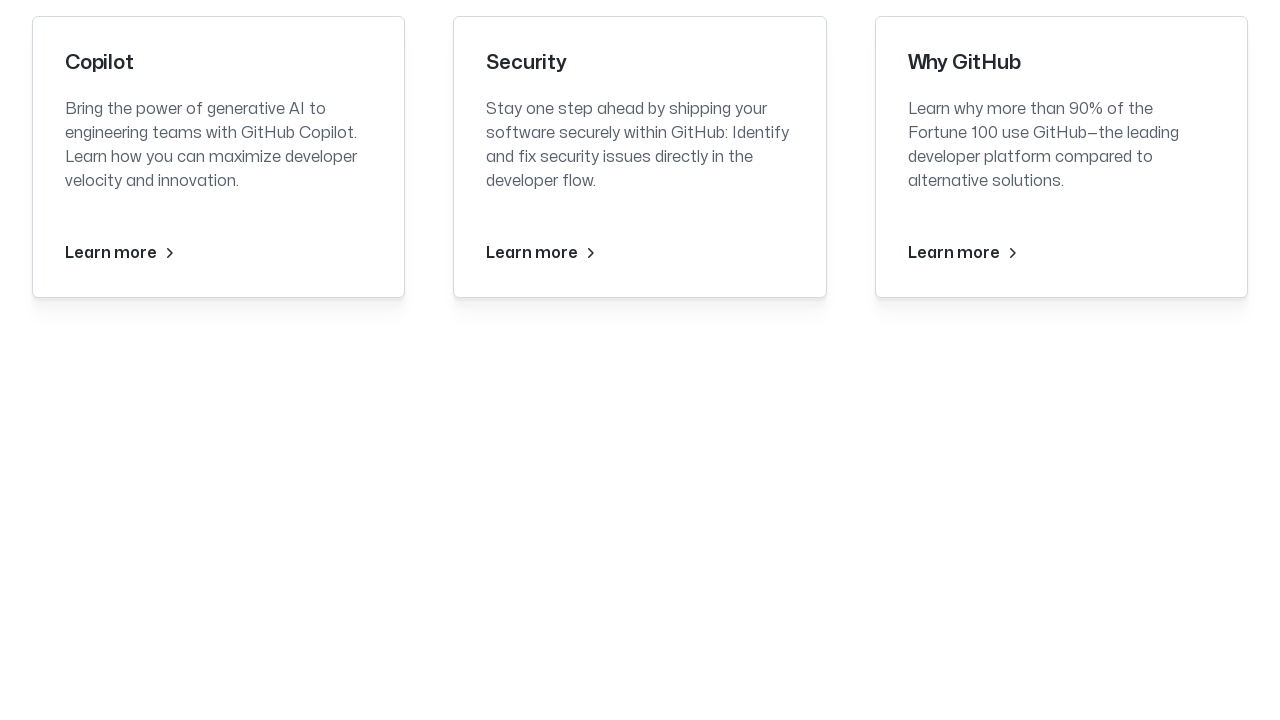 Copilot
Bring the power of generative AI to
engineering teams with GitHub Copilot.
Learn how you can maximize developer
velocity and innovation.
Learn more
Security
Stay one step ahead by shipping your
software securely within GitHub: Identify
and fix security issues directly in the
developer flow.
Learn more
Why GitHub
Learn why more than 90% of the
Fortune 100 use GitHub—the leading
developer platform compared to
alternative solutions.
Learn more